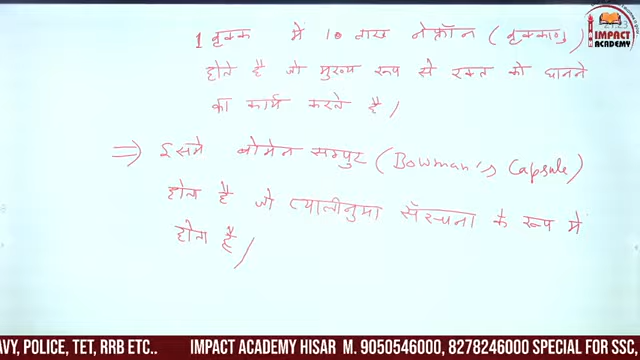 1 वृक्क में 10 लाख नेफ्रॉन (वृक्काणु)
होते है जो मुख्य रूप से रक्त को छानने
का कार्य करते है।
⇒ इसमे बोमेन सम्पुट (Bowman's Capsule)
होता है जो प्यालीनुमा संरचना के रूप मे
होता है।
IMPACT
ACADEMY
AVY, POLICE, TET, RRB ETC.. IMPACT ACADEMY HISAR M. 9050546000, 8278246000 SPECIAL FOR SSC,